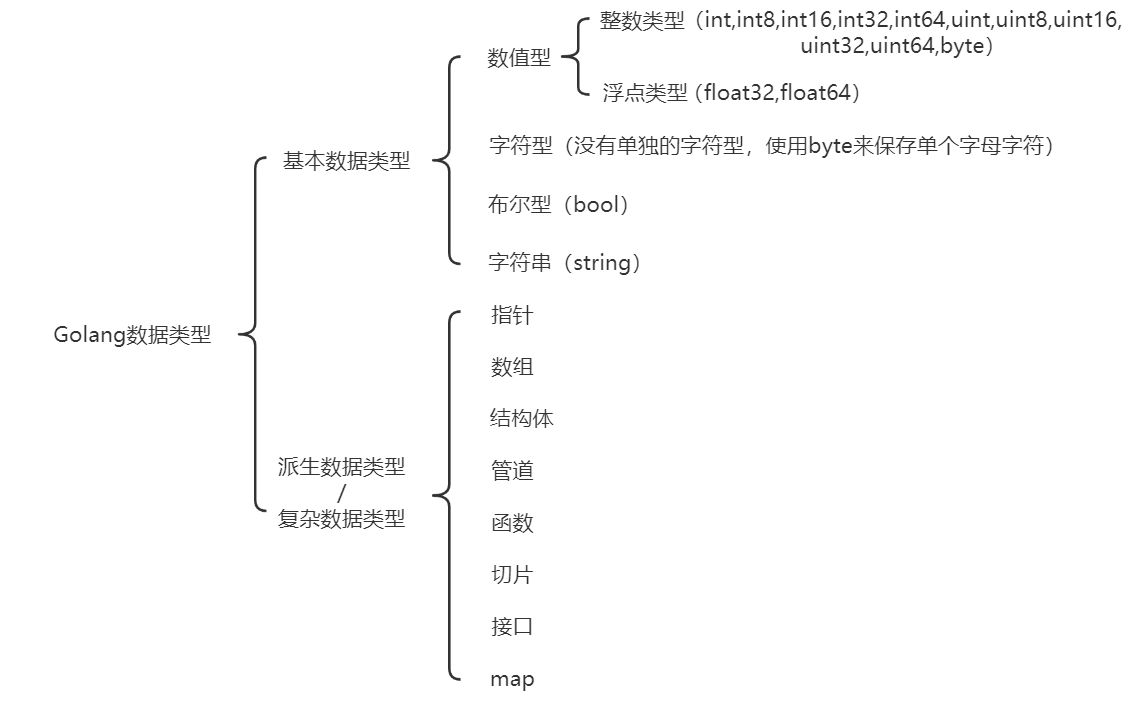 整数类型（int,int8,int16,int32,int64,uint,uint8,uint16,
uint32,uint64,byte）
数值型
浮点类型（float32,float64）
字符型（没有单独的字符型，使用byte来保存单个字母字符）
基本数据类型
布尔型（bool）
字符串（string）
指针
Golang数据类型
数组
结构体
派生数据类型
/
复杂数据类型
管道
函数
切片
接口
map